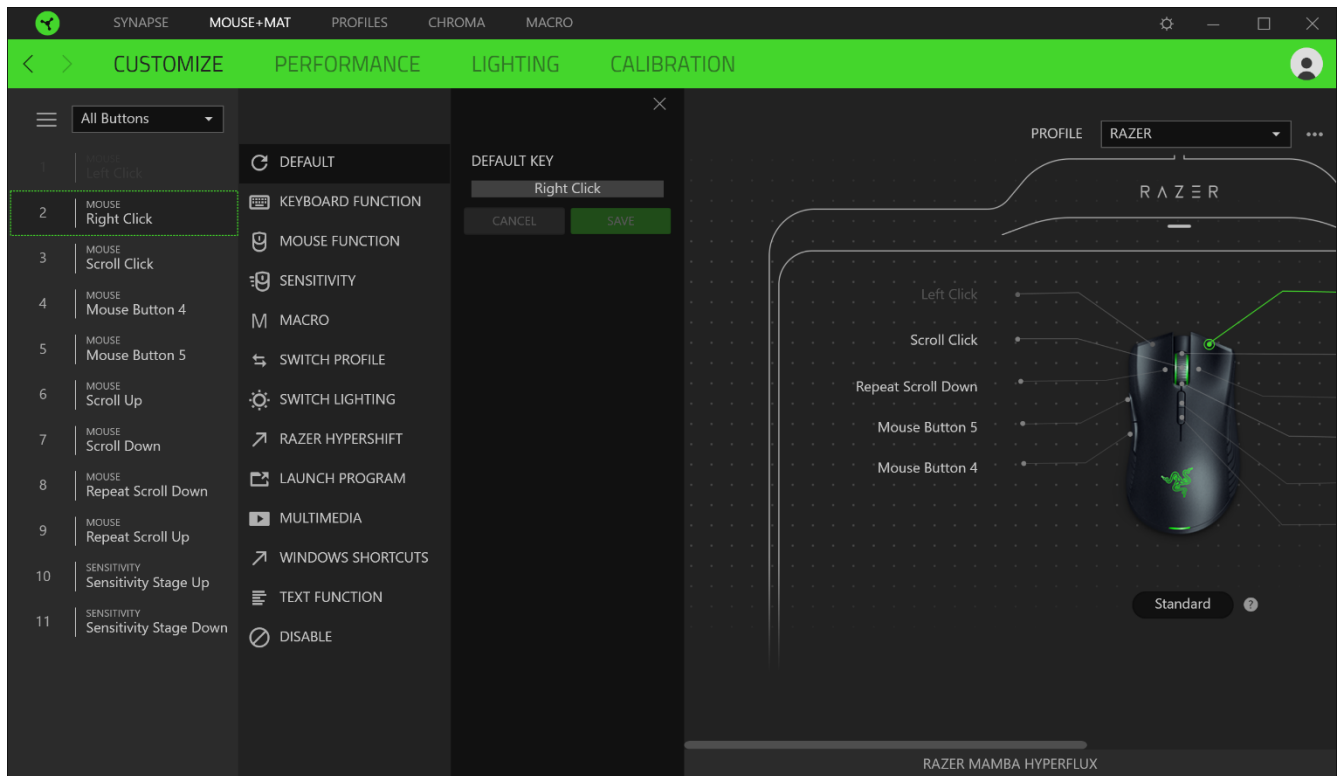 SYNAPSE MOUSE+MAT PROFILES CHROMA MACRO
CUSTOMIZE PERFORMANCE LIGHTING CALIBRATION
All Buttons
1 MOUSE
Left Click
2 MOUSE
Right Click
3 MOUSE
Scroll Click
4 MOUSE
Mouse Button 4
5 MOUSE
Mouse Button 5
6 MOUSE
Scroll Up
7 MOUSE
Scroll Down
8 MOUSE
Repeat Scroll Down
9 MOUSE
Repeat Scroll Up
10 SENSITIVITY
Sensitivity Stage Up
11 SENSITIVITY
Sensitivity Stage Down
DEFAULT
KEYBOARD FUNCTION
MOUSE FUNCTION
SENSITIVITY
MACRO
SWITCH PROFILE
SWITCH LIGHTING
RAZER HYPERSHIFT
LAUNCH PROGRAM
MULTIMEDIA
WINDOWS SHORTCUTS
TEXT FUNCTION
DISABLE
DEFAULT KEY
Right Click
CANCEL SAVE
PROFILE RAZER
RAZER
Left Click
Scroll Click
Repeat Scroll Down
Mouse Button 5
Mouse Button 4
Standard ?
RAZER MAMBA HYPERFLUX